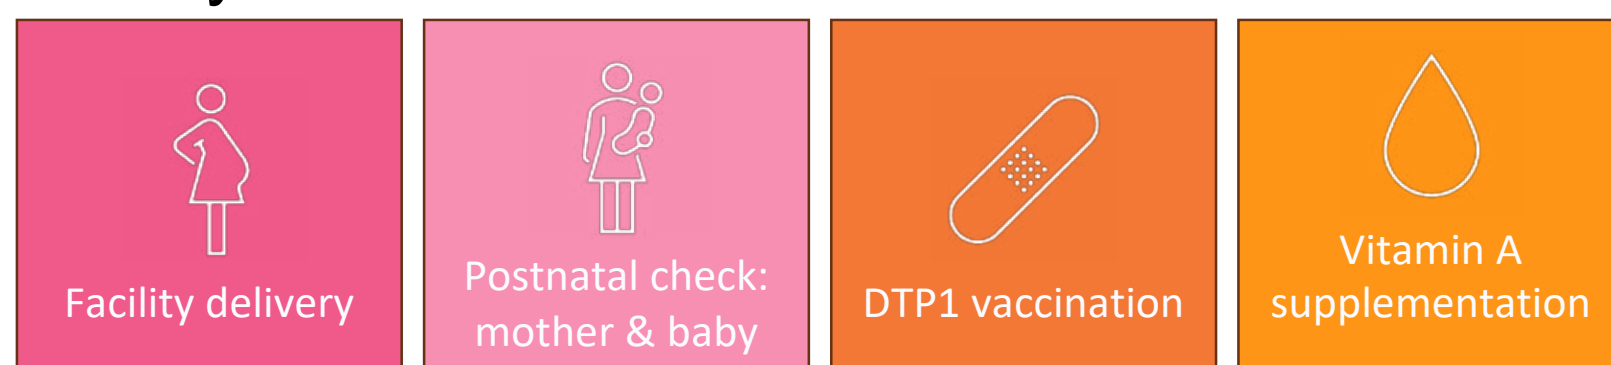 Facility delivery
Postnatal check:
mother & baby
DTP1 vaccination
Vitamin A
supplementation